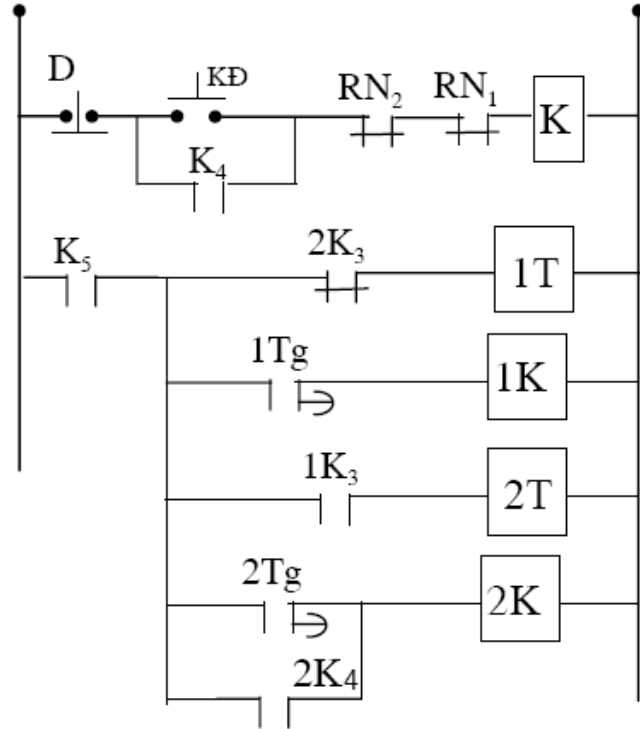 D KĐ RN₂ RN₁ K
K₄
K₅ 2K₃ 1T
1Tg 1K
1K₃ 2T
2Tg 2K
2K₄